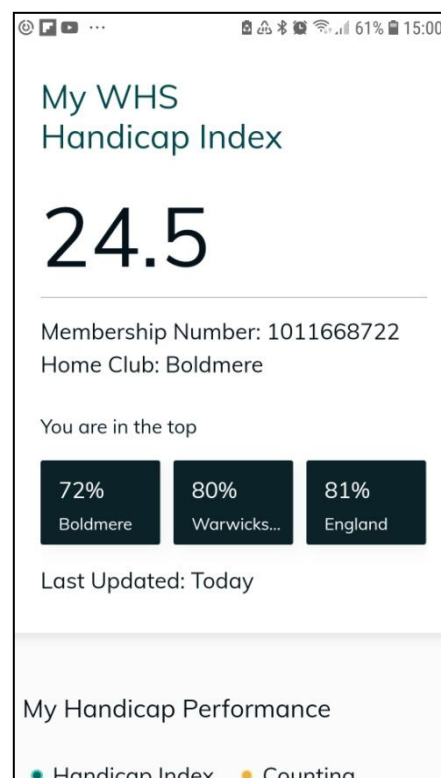 61% 15:00
My WHS
Handicap Index
24.5
Membership Number: 1011668722
Home Club: Boldmere
You are in the top
72% 80% 81%
Boldmere Warwicks... England
Last Updated: Today
My Handicap Performance
Handicap Index Counting